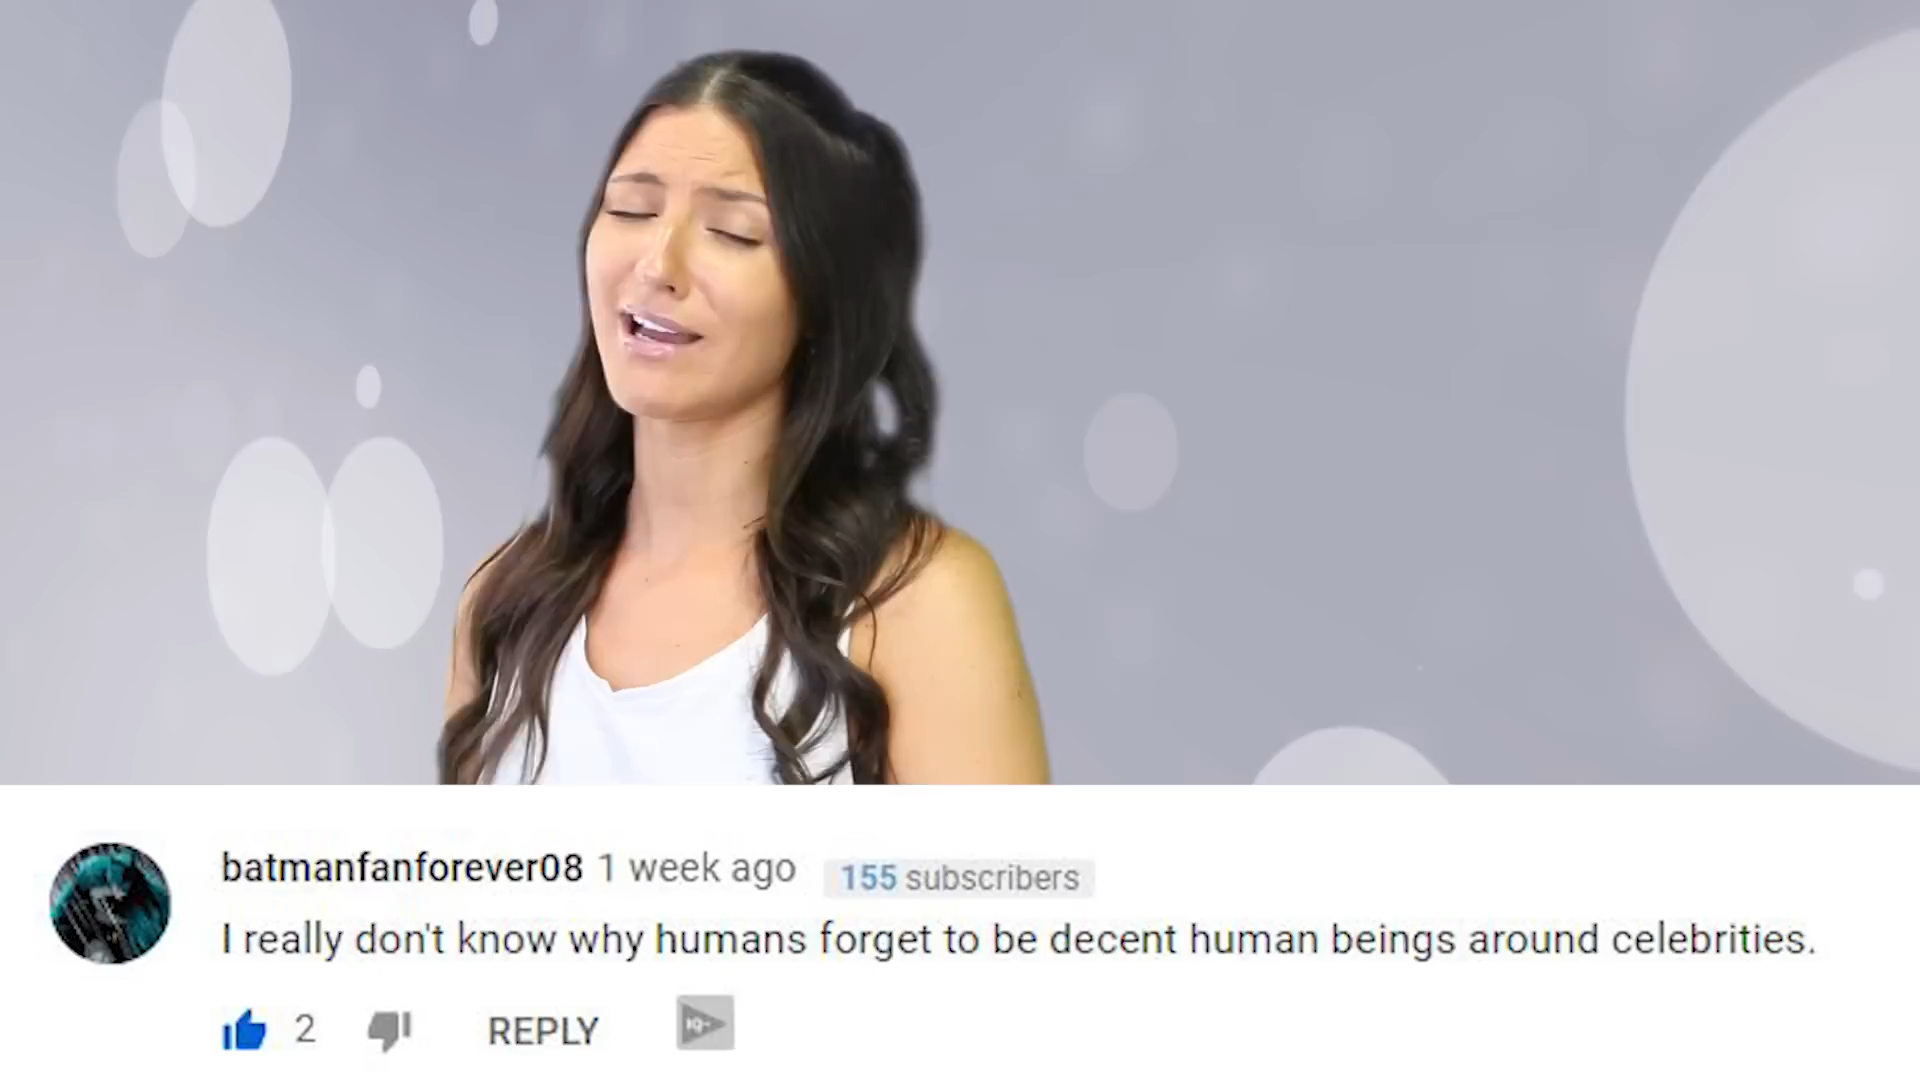 batmanfanforever08 1 week ago 155 subscribers
I really don't know why humans forget to be decent human beings around celebrities.
2 REPLY IQ